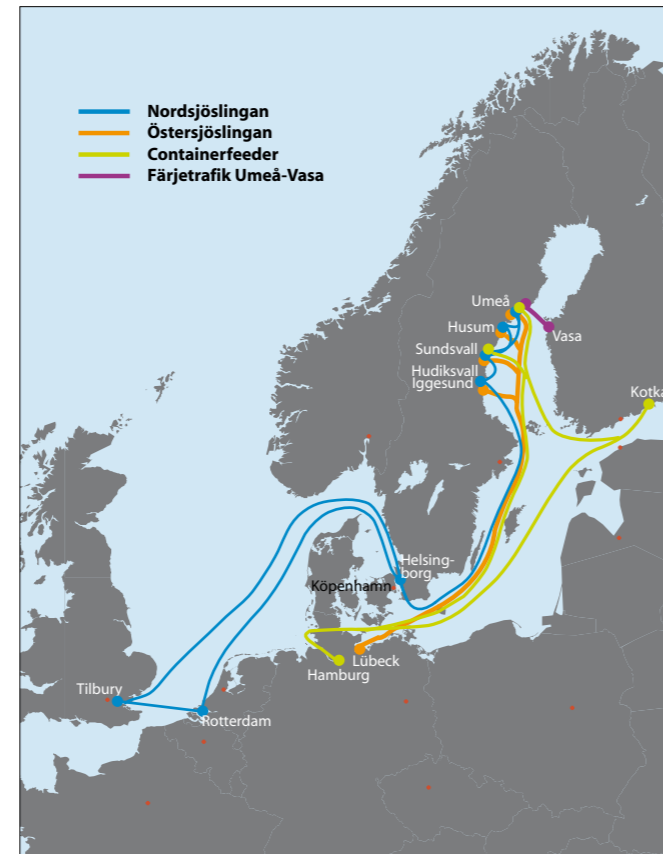 Nordsjöslingan
Östersjöslingan
Containerfeeder
Färjetrafik Umeå-Vasa
Umeå
Husum
Vasa
Sundsvall
Hudiksvall
Iggesund
Kotka
Helsing-
borg
Köpenhamn
Lübeck
Hamburg
Tilbury
Rotterdam